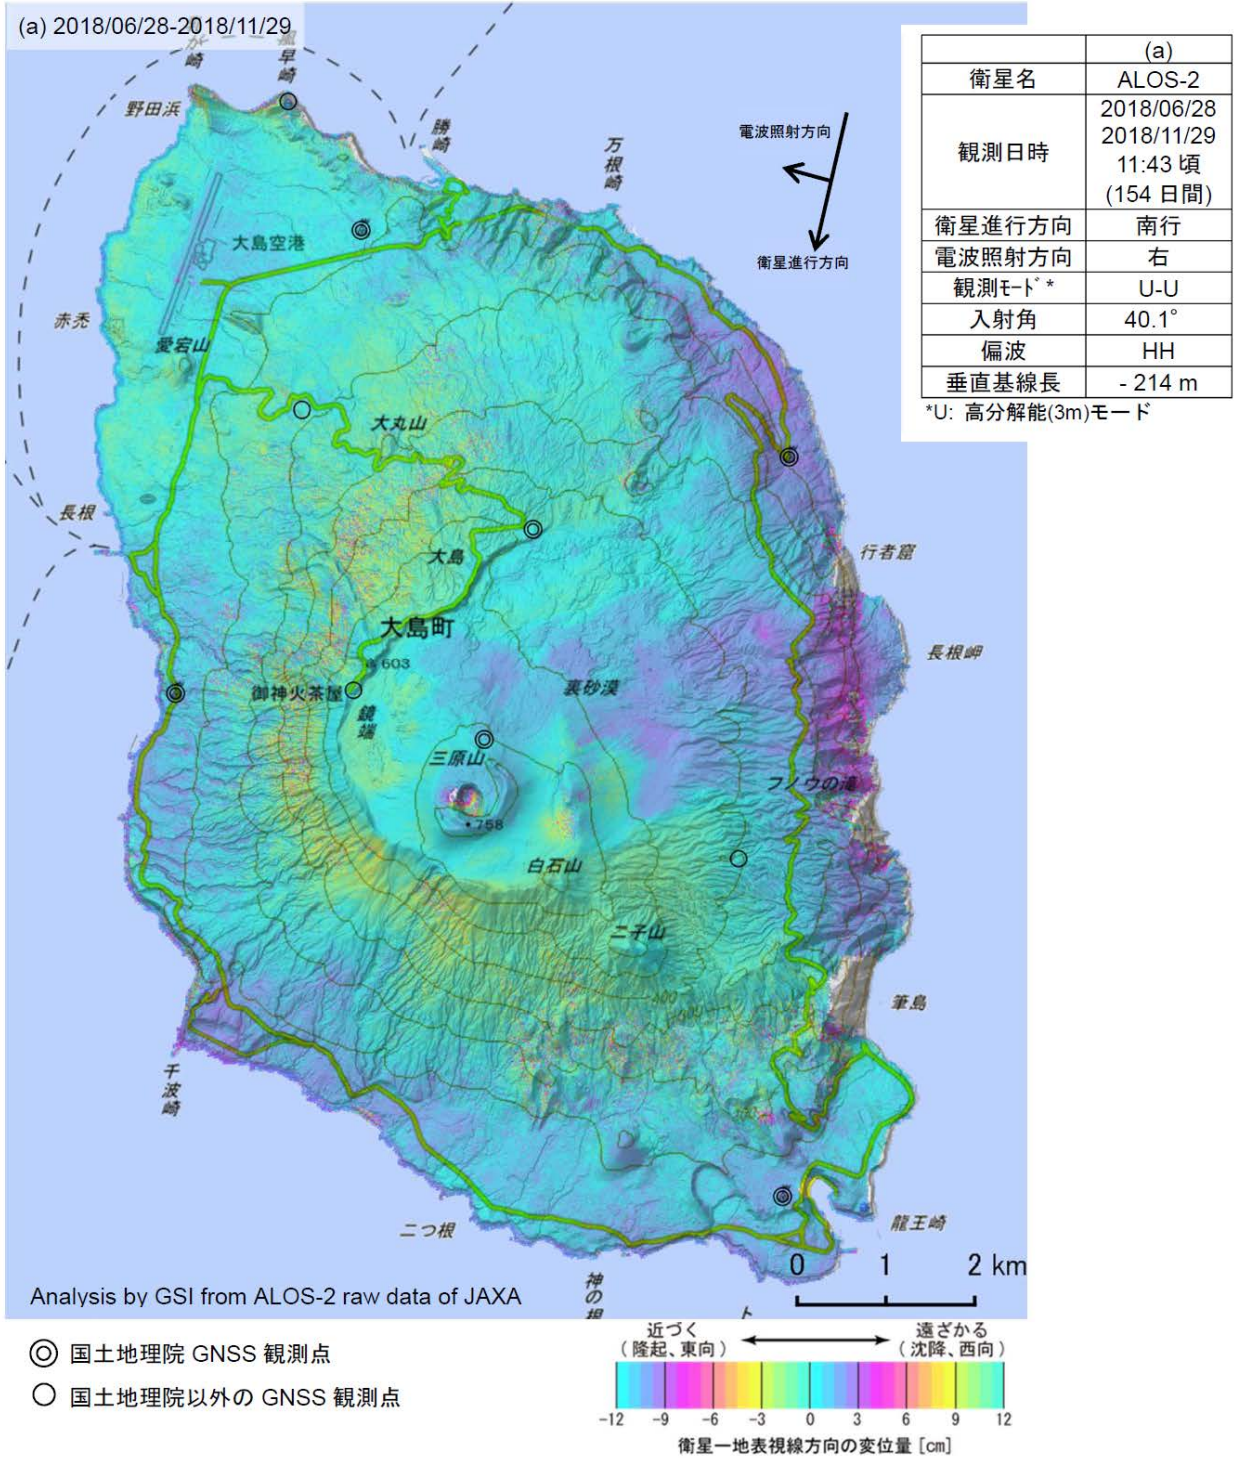 (a) 2018/06/28-2018/11/29
早崎
野田浜
勝崎
万根崎
電波照射方向
衛星進行方向
大島空港
赤禿
愛宕山
大丸山
長根
行者窟
大島
大島町
603
長根岬
御神火茶屋
裏砂漠
鏡端
三原山
フノウの滝
758
白石山
二子山
400
筆島
千波崎
二つ根
龍王崎
神の根
ト
0 1 2 km
Analysis by GSI from ALOS-2 raw data of JAXA
(a)
衛星名 ALOS-2
観測日時 2018/06/28
2018/11/29
11:43 頃
(154 日間)
衛星進行方向 南行
電波照射方向 右
観測ﾓｰﾄﾞ* U-U
入射角 40.1°
偏波 HH
垂直基線長 - 214 m
*U: 高分解能(3m)モード
国土地理院 GNSS 観測点
国土地理院以外の GNSS 観測点
近づく 遠ざかる
(隆起、東向) (沈降、西向)
-12 -9 -6 -3 0 3 6 9 12
衛星―地表視線方向の変位量 [cm]